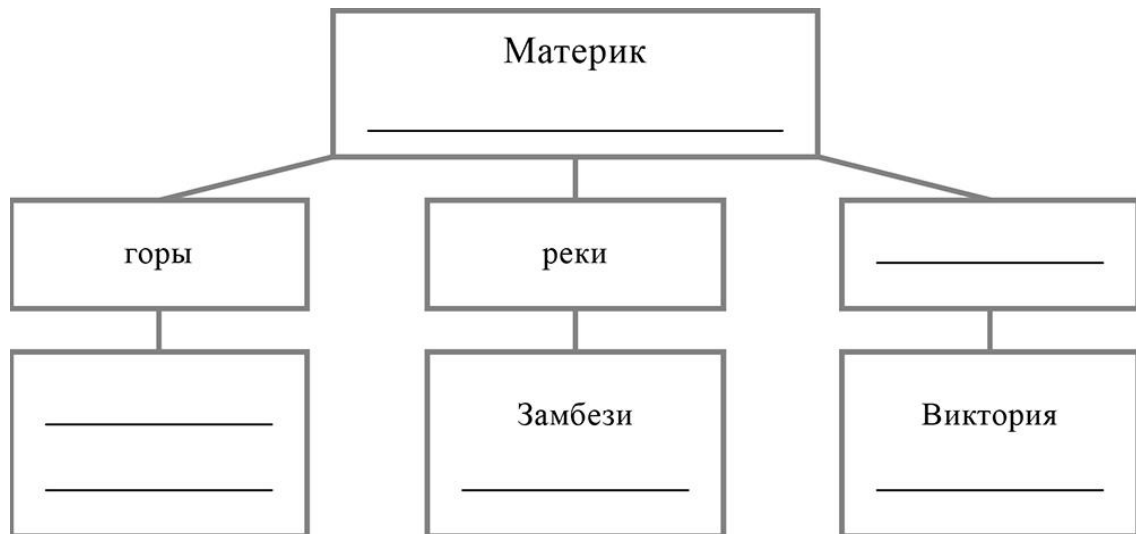 Материк
горы
реки
Замбези
Виктория